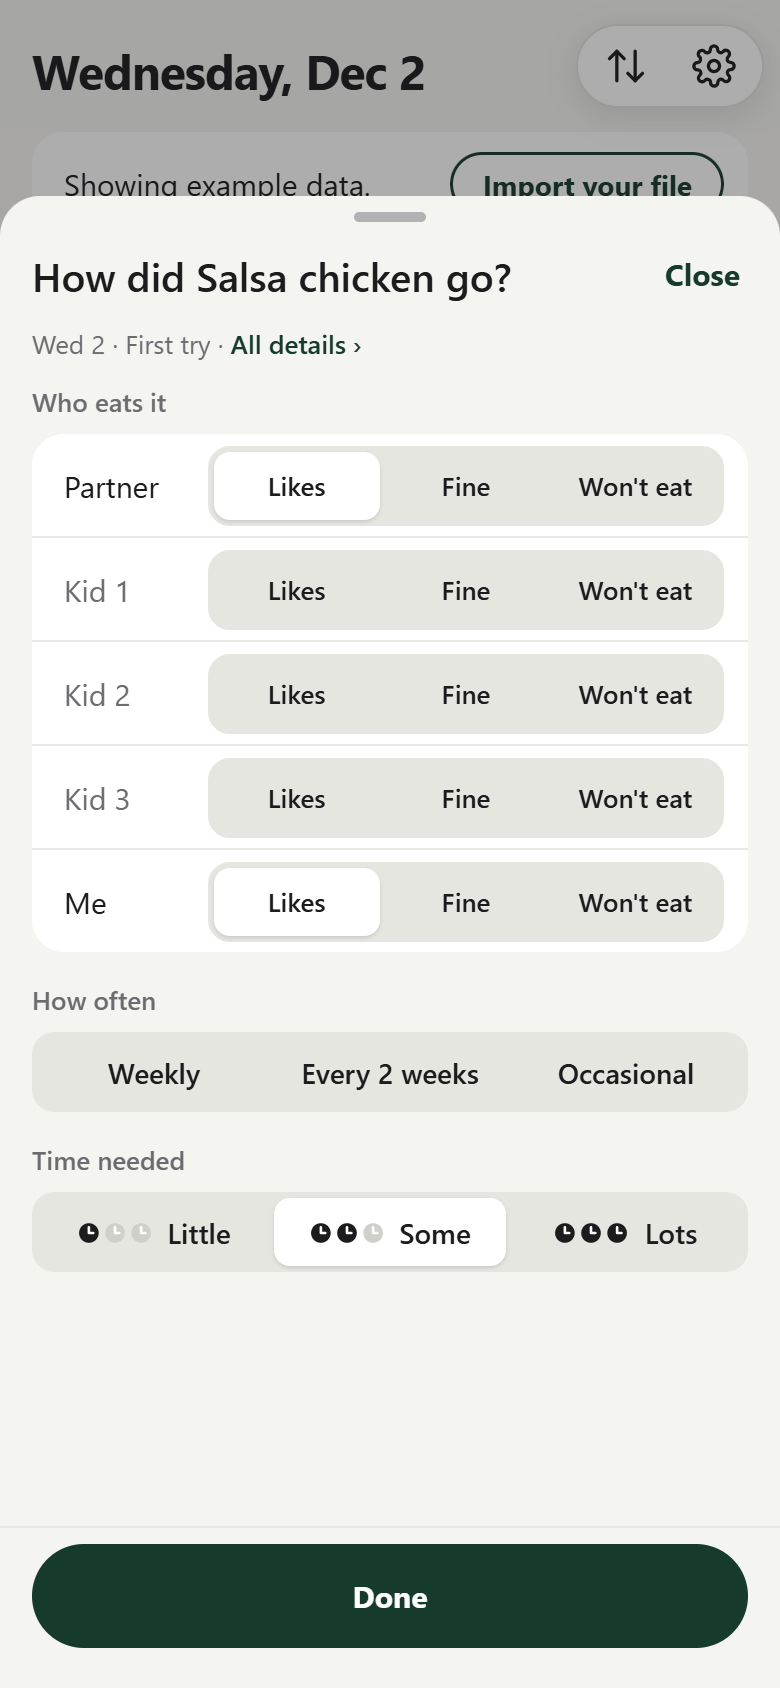 Wednesday, Dec 2
Showing example data.
Import your file
How did Salsa chicken go?
Close
Wed 2 · First try · All details ›
Who eats it
Partner Likes Fine Won't eat
Kid 1 Likes Fine Won't eat
Kid 2 Likes Fine Won't eat
Kid 3 Likes Fine Won't eat
Me Likes Fine Won't eat
How often
Weekly Every 2 weeks Occasional
Time needed
Little Some Lots
Done